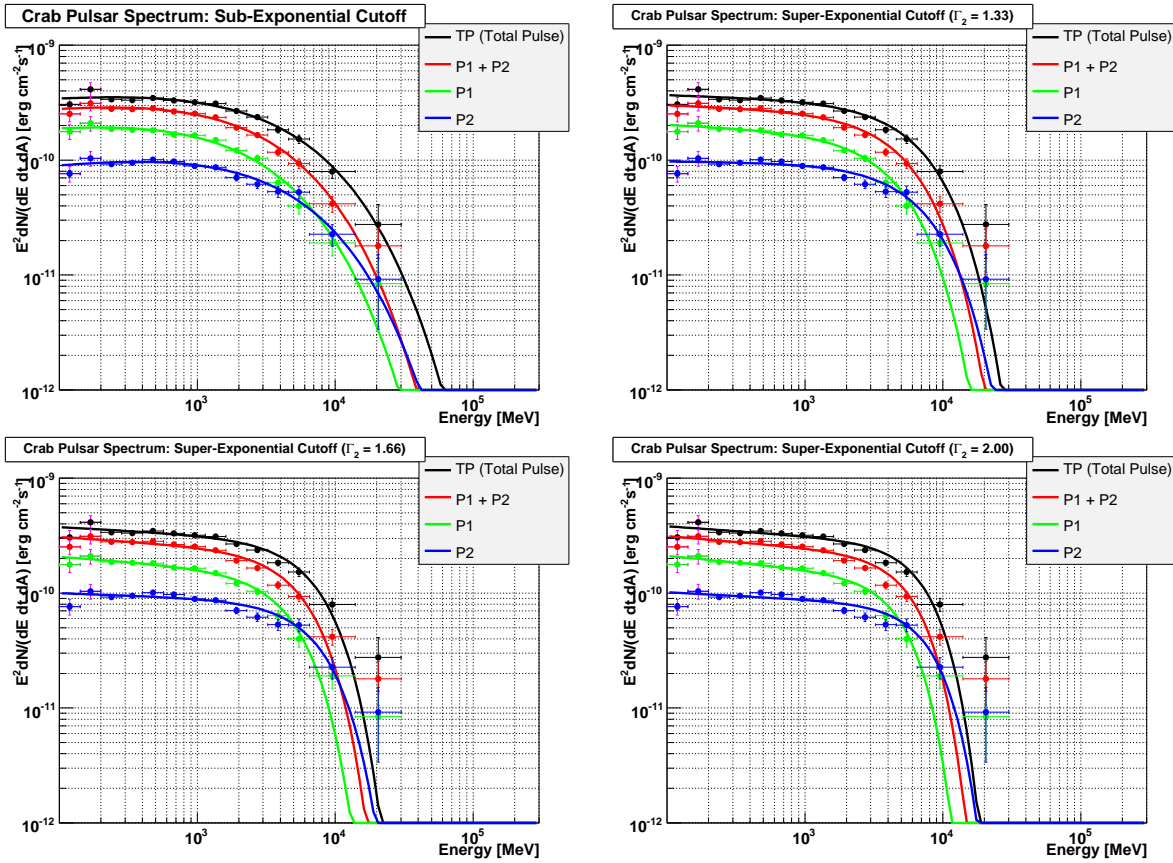 Crab Pulsar Spectrum: Sub-Exponential Cutoff
E²dN/(dE dt dA) [erg cm⁻²s⁻¹]
10⁻⁹
10⁻¹⁰
10⁻¹¹
10⁻¹²
TP (Total Pulse)
P1 + P2
P1
P2
10³ 10⁴ 10⁵
Energy [MeV]
Crab Pulsar Spectrum: Super-Exponential Cutoff (Γ₂ = 1.33)
E²dN/(dE dt dA) [erg cm⁻²s⁻¹]
10⁻⁹
10⁻¹⁰
10⁻¹¹
10⁻¹²
TP (Total Pulse)
P1 + P2
P1
P2
10³ 10⁴ 10⁵
Energy [MeV]
Crab Pulsar Spectrum: Super-Exponential Cutoff (Γ₂ = 1.66)
E²dN/(dE dt dA) [erg cm⁻²s⁻¹]
10⁻⁹
10⁻¹⁰
10⁻¹¹
10⁻¹²
TP (Total Pulse)
P1 + P2
P1
P2
10³ 10⁴ 10⁵
Energy [MeV]
Crab Pulsar Spectrum: Super-Exponential Cutoff (Γ₂ = 2.00)
E²dN/(dE dt dA) [erg cm⁻²s⁻¹]
10⁻⁹
10⁻¹⁰
10⁻¹¹
10⁻¹²
TP (Total Pulse)
P1 + P2
P1
P2
10³ 10⁴ 10⁵
Energy [MeV]